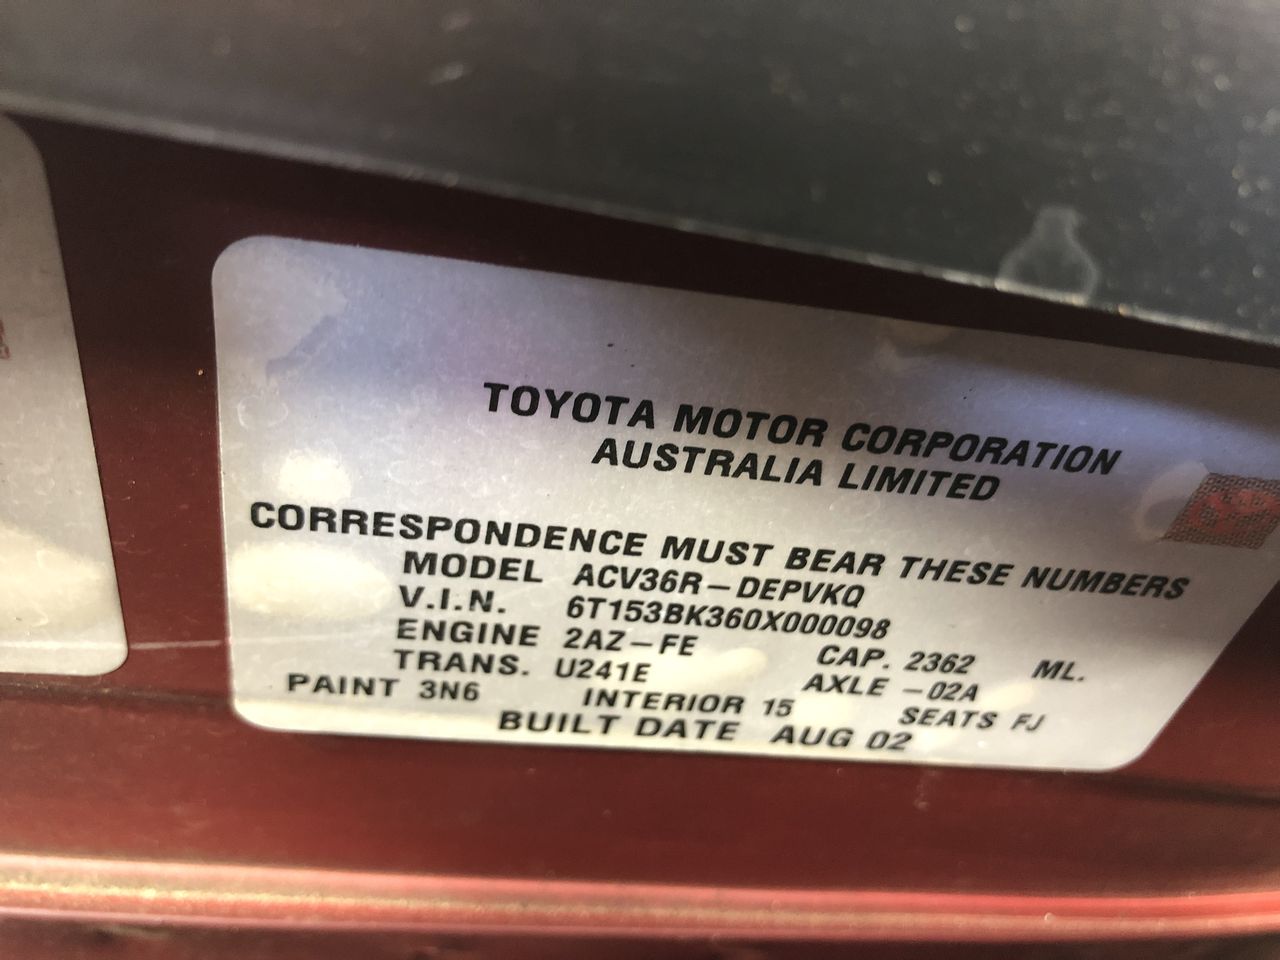 TOYOTA MOTOR CORPORATION
AUSTRALIA LIMITED
CORRESPONDENCE MUST BEAR THESE NUMBERS
MODEL ACV36R-DEPVKQ
V.I.N. 6T153BK360X000098
ENGINE 2AZ-FE CAP. 2362 ML.
TRANS. U241E AXLE -02A
PAINT 3N6 INTERIOR 15 SEATS FJ
BUILT DATE AUG 02